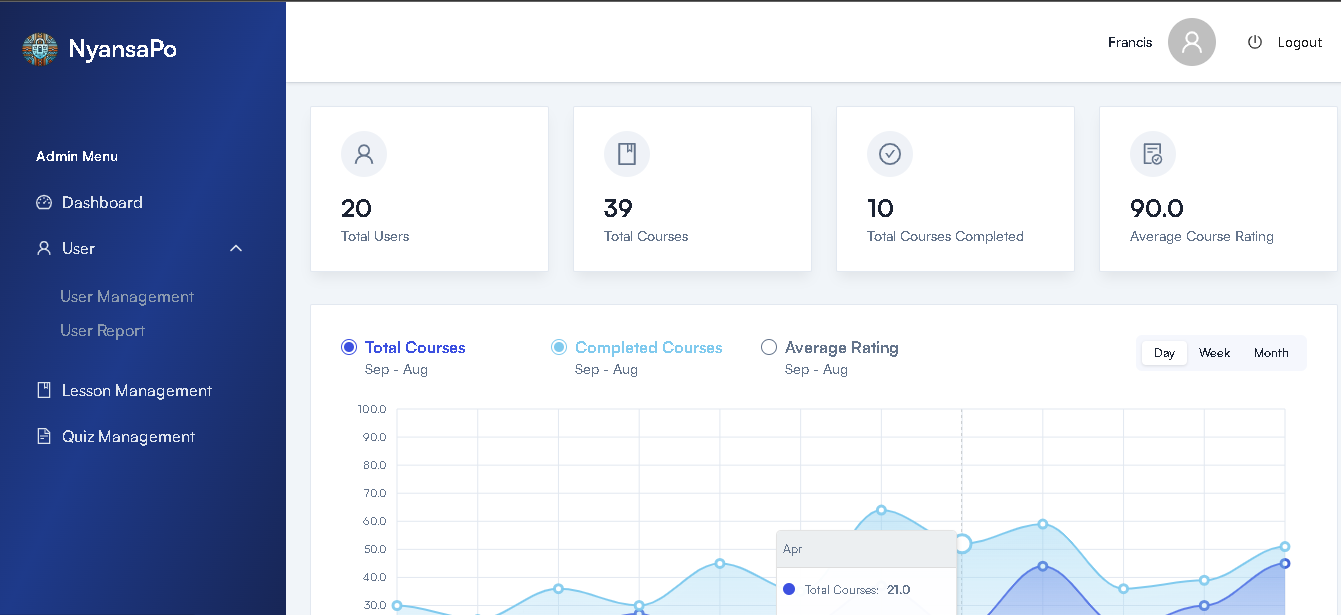 NyansaPo
Francis
Logout
Admin Menu
Dashboard
User
User Management
User Report
Lesson Management
Quiz Management
20
Total Users
39
Total Courses
10
Total Courses Completed
90.0
Average Course Rating
Total Courses
Sep - Aug
Completed Courses
Sep - Aug
Average Rating
Sep - Aug
Day Week Month
100.0
90.0
80.0
70.0
60.0
50.0
40.0
30.0
Apr
Total Courses: 21.0